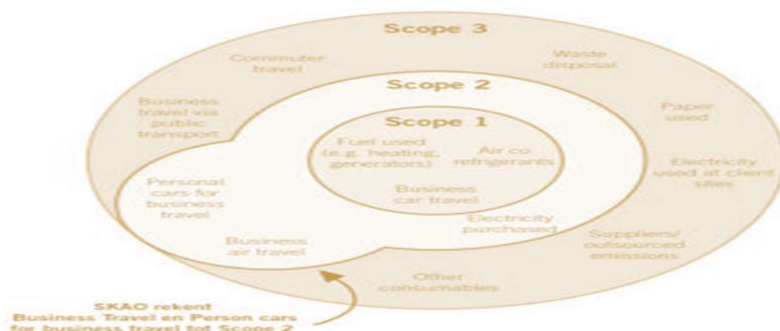 Scope 3
Commuter
travel
Waste
disposal
Scope 2
Business
travel via
public
transport
Paper
used
Scope 1
Fuel used
(e.g. heating,
generators)
Air co
refrigerants
Electricity
used at client
sites
Personal
cars for
business
travel
Business
car travel
Electricity
purchased
Business
air travel
Suppliers/
outsourced
emissions
Other
consumables
SKAO rekent
Business Travel en Person cars
for business travel tot Scope 2